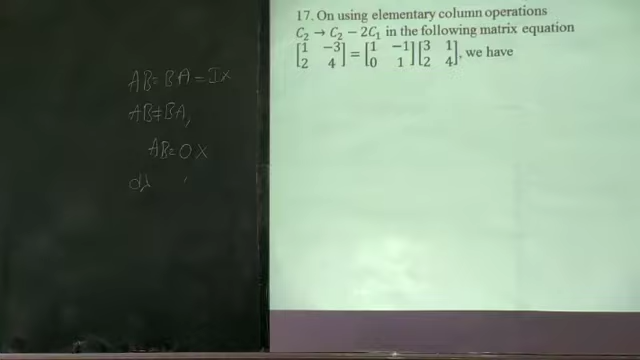 AB=BA=I×
AB≠BA,
AB=O×
17. On using elementary column operations
C₂ → C₂ − 2C₁ in the following matrix equation
[1 −3; 2 4] = [1 −1; 0 1][3 1; 2 4], we have